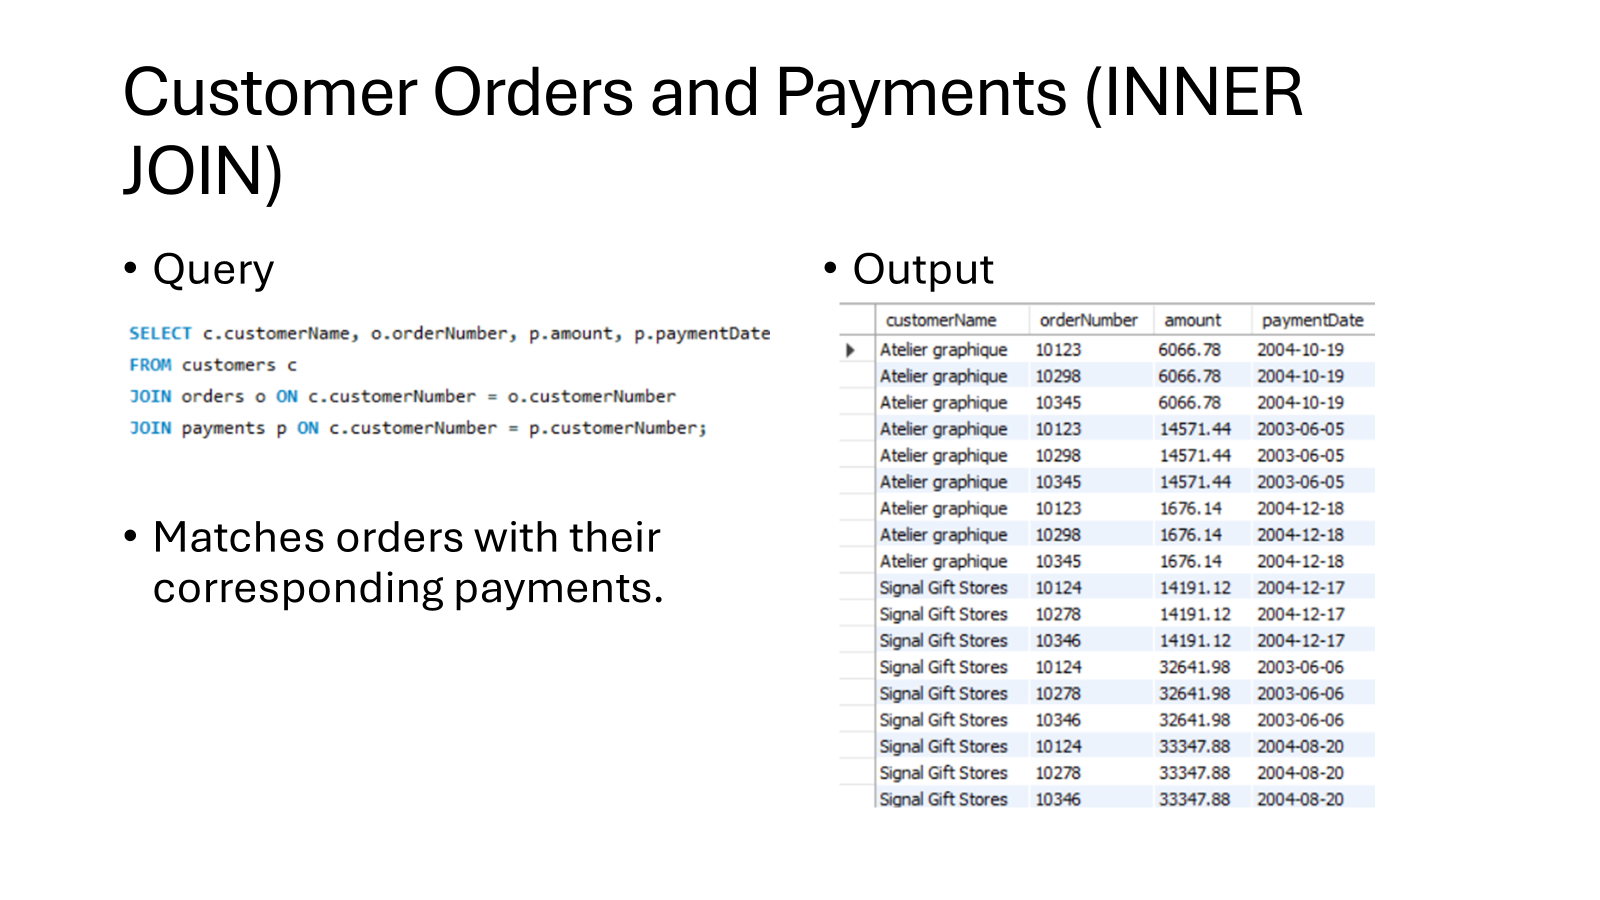 Customer Orders and Payments (INNER
JOIN)
• Query
SELECT c.customerName, o.orderNumber, p.amount, p.paymentDate
FROM customers c
JOIN orders o ON c.customerNumber = o.customerNumber
JOIN payments p ON c.customerNumber = p.customerNumber;
• Matches orders with their
corresponding payments.
• Output
customerName orderNumber amount paymentDate
Atelier graphique 10123 6066.78 2004-10-19
Atelier graphique 10298 6066.78 2004-10-19
Atelier graphique 10345 6066.78 2004-10-19
Atelier graphique 10123 14571.44 2003-06-05
Atelier graphique 10298 14571.44 2003-06-05
Atelier graphique 10345 14571.44 2003-06-05
Atelier graphique 10123 1676.14 2004-12-18
Atelier graphique 10298 1676.14 2004-12-18
Atelier graphique 10345 1676.14 2004-12-18
Signal Gift Stores 10124 14191.12 2004-12-17
Signal Gift Stores 10278 14191.12 2004-12-17
Signal Gift Stores 10346 14191.12 2004-12-17
Signal Gift Stores 10124 32641.98 2003-06-06
Signal Gift Stores 10278 32641.98 2003-06-06
Signal Gift Stores 10346 32641.98 2003-06-06
Signal Gift Stores 10124 33347.88 2004-08-20
Signal Gift Stores 10278 33347.88 2004-08-20
Signal Gift Stores 10346 33347.88 2004-08-20